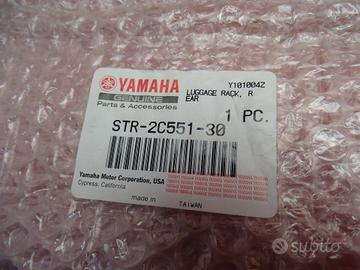 YAMAHA
GENUINE
Parts & Accessories
Y101004Z
LUGGAGE RACK, R
EAR
1 PC.
STR-2C551-30
Yamaha Motor Corporation, USA
Cypress, California
made in
TAIWAN
subito